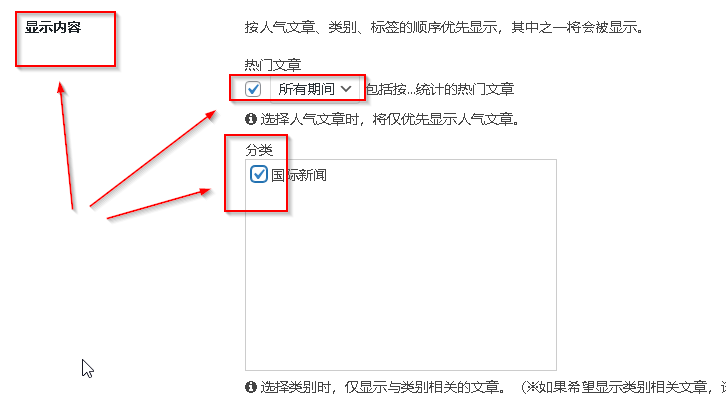 显示内容
按人气文章、类别、标签的顺序优先显示，其中之一将会被显示。
热门文章
所有期间 包括按...统计的热门文章
选择人气文章时，将仅优先显示人气文章。
分类
国际新闻
选择类别时，仅显示与类别相关的文章。（※如果希望显示类别相关文章，